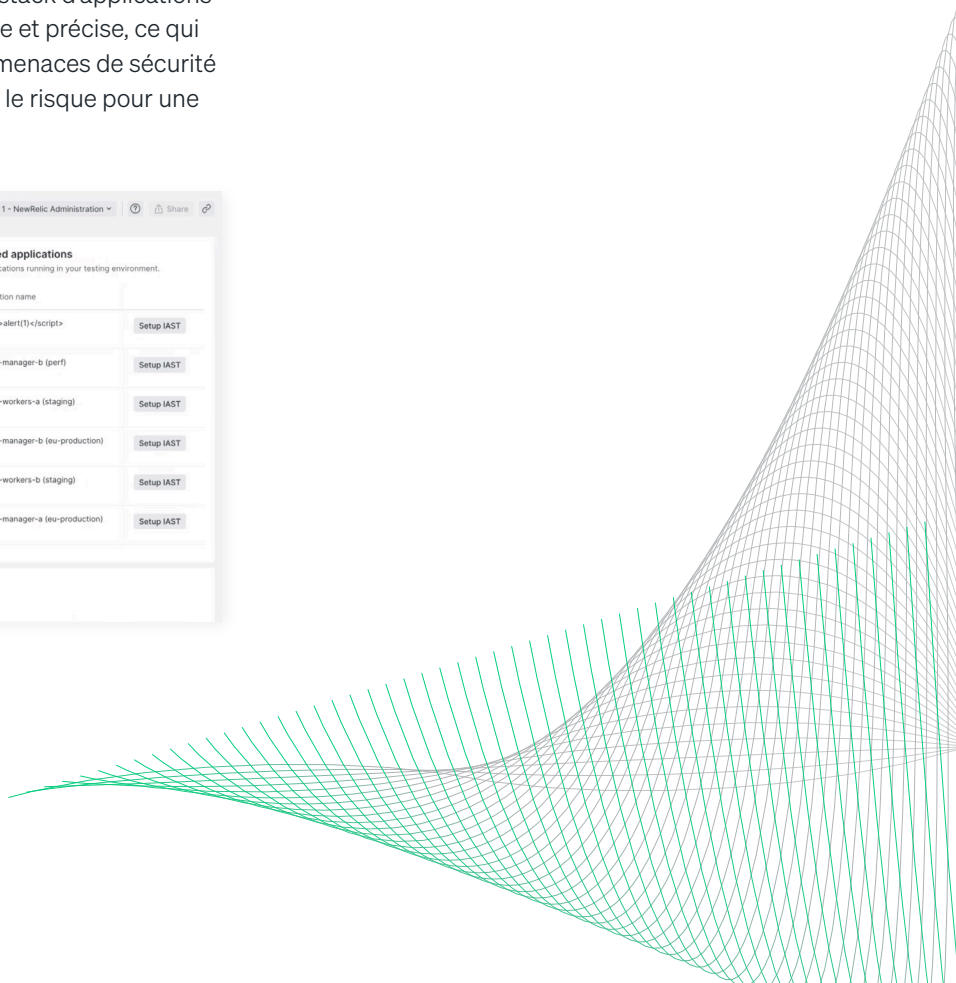 stack d'applications
e et précise, ce qui
menaces de sécurité
le risque pour une
1 - NewRelic Administration
Share
ed applications
cations running in your testing environment.
tion name
>alert(1)</script>
Setup IAST
-manager-b (perf)
Setup IAST
-workers-a (staging)
Setup IAST
-manager-b (eu-production)
Setup IAST
-workers-b (staging)
Setup IAST
-manager-a (eu-production)
Setup IAST